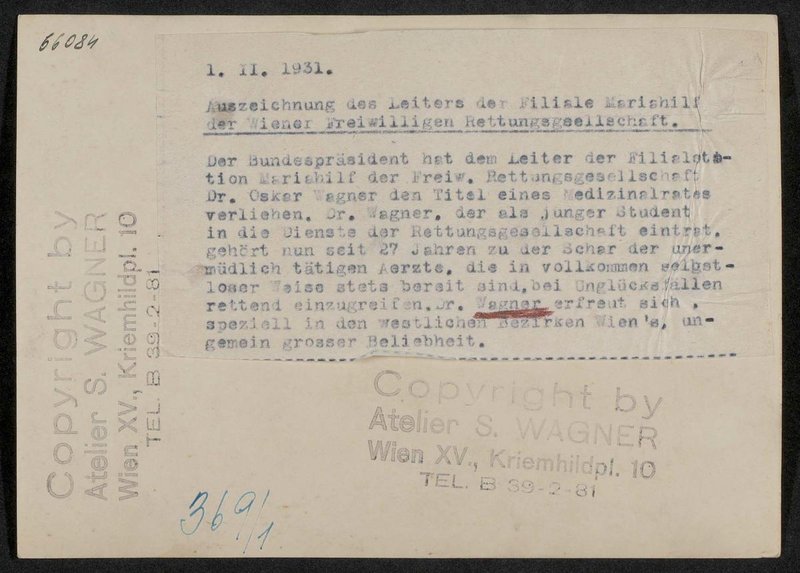 66084
1. II. 1931.
Auszeichnung des Leiters der Filiale Mariahilf
der Wiener Freiwilligen Rettungsgesellschaft.
Der Bundespräsident hat dem Leiter der Filialsta-
tion Mariahilf der Freiw. Rettungsgesellschaft
Dr. Oskar Wagner den Titel eines Medizinalrates
verliehen. Dr. Wagner, der als junger Student
in die Dienste der Rettungsgesellschaft eintrat,
gehört nun seit 27 Jahren zu der Schar der uner-
müdlich tätigen Aerzte, die in vollkommen selbst-
loser Weise stets bereit sind,bei Unglücksfällen
rettend einzugreifen.Dr. Wagner erfreut sich ,
speziell in den westlichen Bezirken Wien's, un-
gemein grosser Beliebheit.
Copyright by
Atelier S. WAGNER
Wien XV., Kriemhildpl. 10
TEL. B 39-2-81
Copyright by
Atelier S. WAGNER
Wien XV., Kriemhildpl. 10
TEL. B 39-2-81
369/1